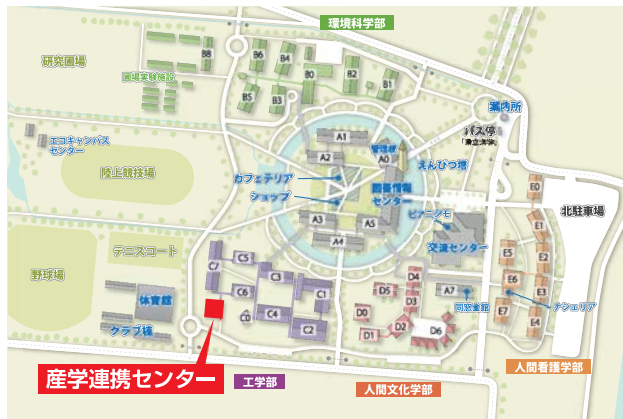 環境科学部
研究圃場
圃場実験施設
B8
B6
B4
B0
B2
B1
B5
B3
案内所
バス停
「県立大学」
エコキャンパス
センター
陸上競技場
A1
A2
管理棟
A0
えんぴつ塔
カフェテリア
ショップ
図書情報
センター
A3
A5
A4
ピアニシモ
交流センター
E0
北駐車場
E1
E2
E5
E6
E3
E7
E4
ナシェリア
テニスコート
野球場
体育館
クラブ棟
C7
C5
C6
C3
C1
C0
C4
C2
D4
D5
D3
D0
D1
D2
D6
A7
同窓会館
産学連携センター
工学部
人間文化学部
人間看護学部